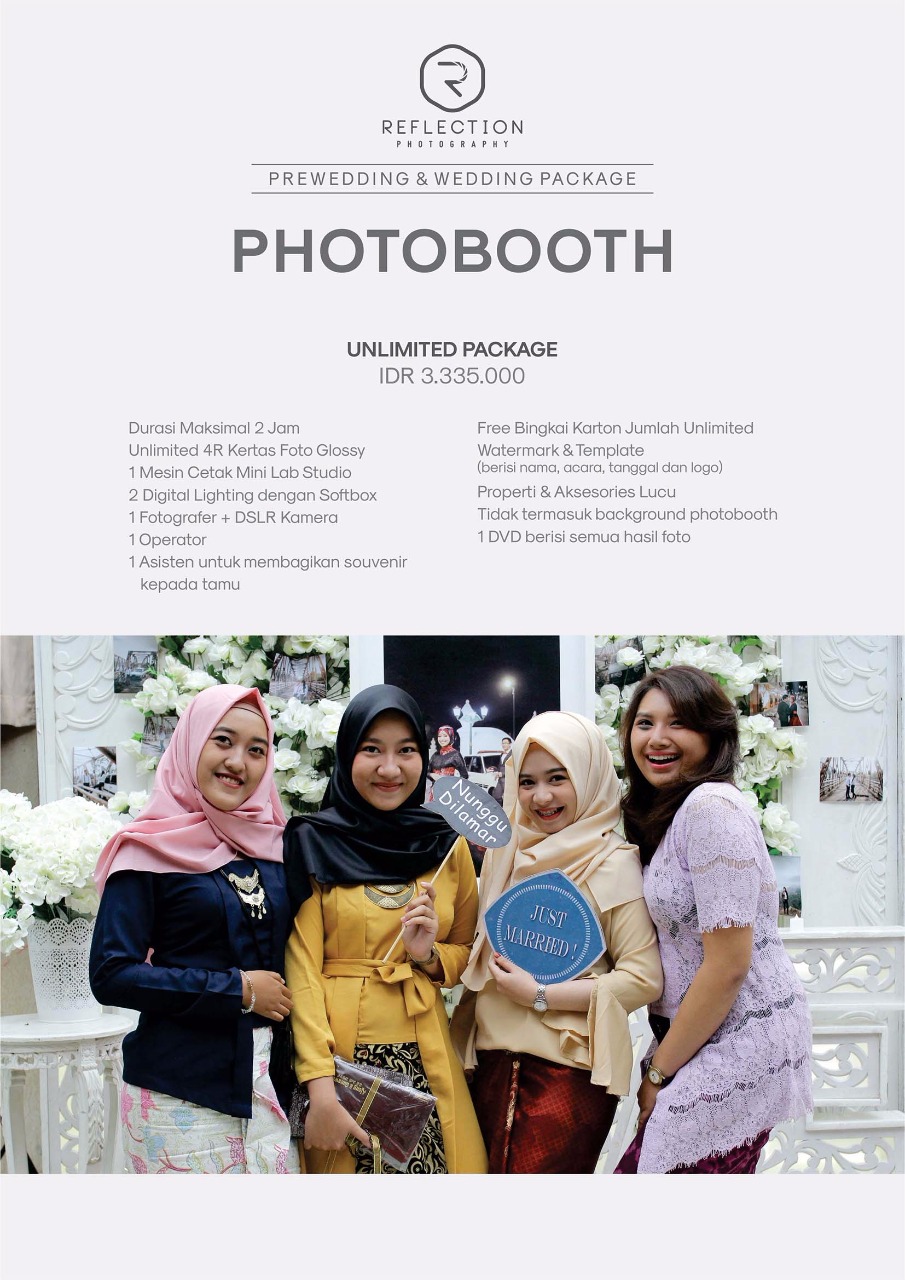 REFLECTION
PHOTOGRAPHY
PREWEDDING & WEDDING PACKAGE
PHOTOBOOTH
UNLIMITED PACKAGE
IDR 3.335.000
Durasi Maksimal 2 Jam
Unlimited 4R Kertas Foto Glossy
1 Mesin Cetak Mini Lab Studio
2 Digital Lighting dengan Softbox
1 Fotografer + DSLR Kamera
1 Operator
1 Asisten untuk membagikan souvenir
kepada tamu
Free Bingkai Karton Jumlah Unlimited
Watermark & Template
(berisi nama, acara, tanggal dan logo)
Properti & Aksesories Lucu
Tidak termasuk background photobooth
1 DVD berisi semua hasil foto
Nunggu
Dilamar
JUST
MARRIED!